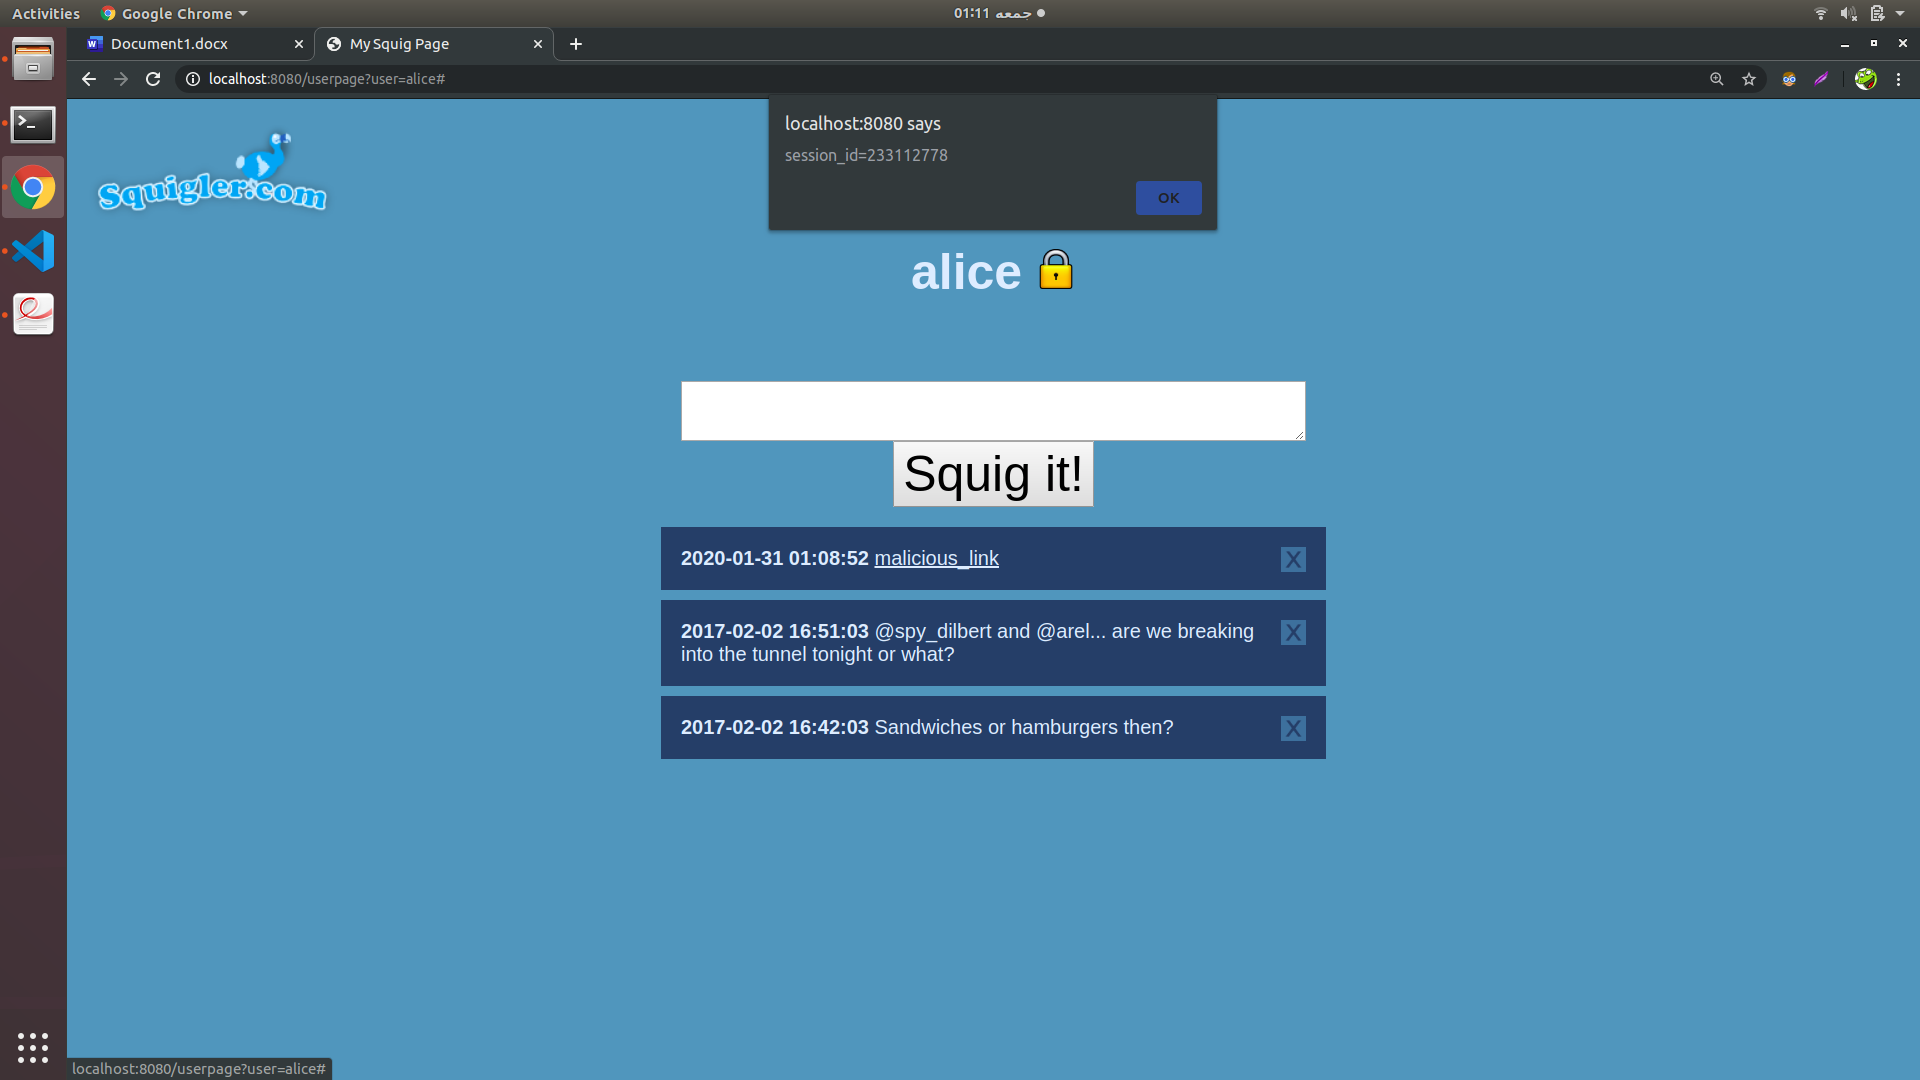 Activities
Google Chrome
جمعه 01:11
Document1.docx
My Squig Page
localhost:8080/userpage?user=alice#
localhost:8080 says
session_id=233112778
OK
Squigler.com
alice
Squig it!
2020-01-31 01:08:52 malicious_link
X
2017-02-02 16:51:03 @spy_dilbert and @arel... are we breaking
into the tunnel tonight or what?
X
2017-02-02 16:42:03 Sandwiches or hamburgers then?
X
localhost:8080/userpage?user=alice#